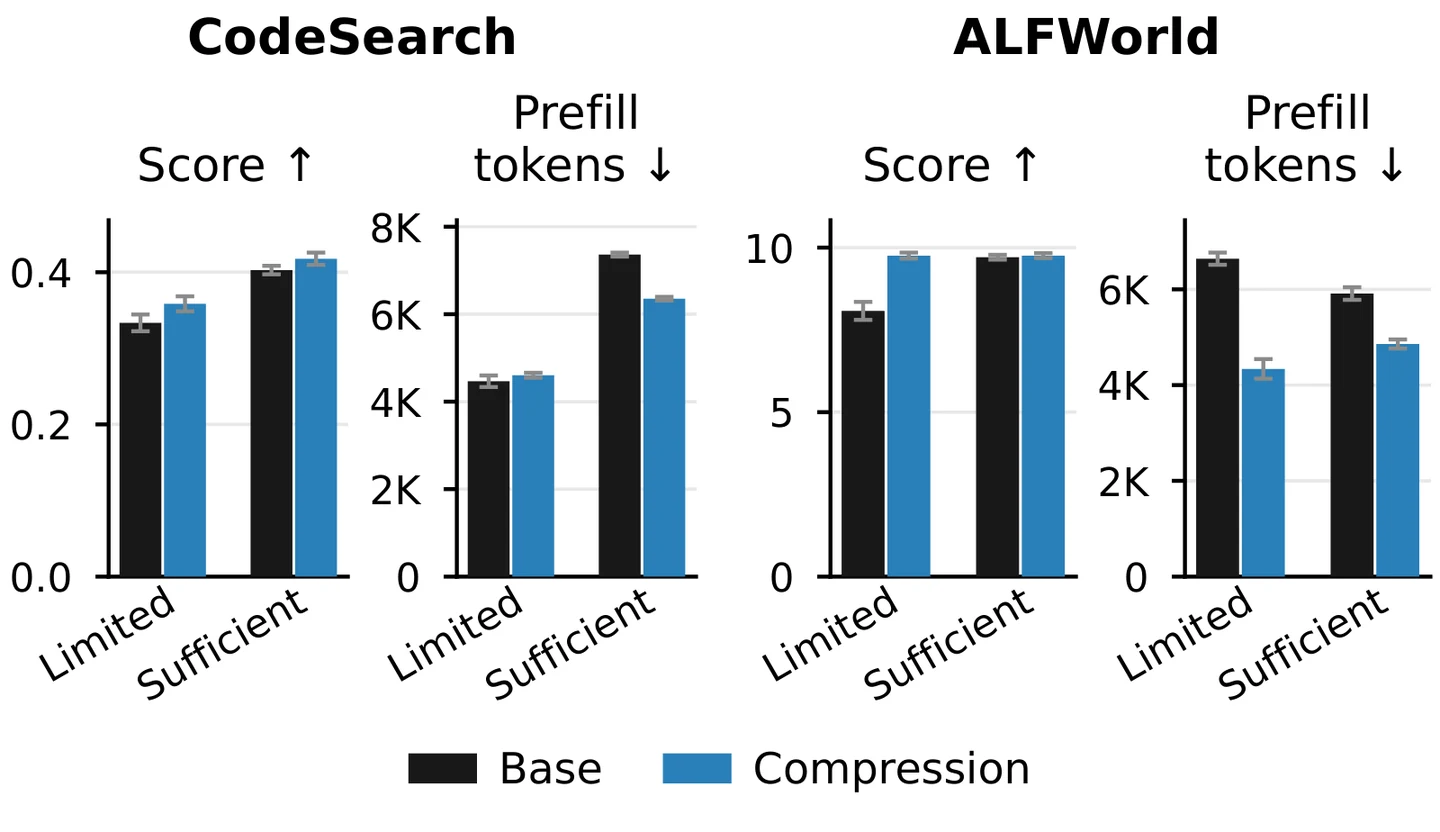 CodeSearch
ALFWorld
Score ↑
Prefill
tokens ↓
Score ↑
Prefill
tokens ↓
0.4
0.2
0.0
Limited
Sufficient
8K
6K
4K
2K
0
Limited
Sufficient
10
5
0
Limited
Sufficient
6K
4K
2K
0
Limited
Sufficient
Base
Compression